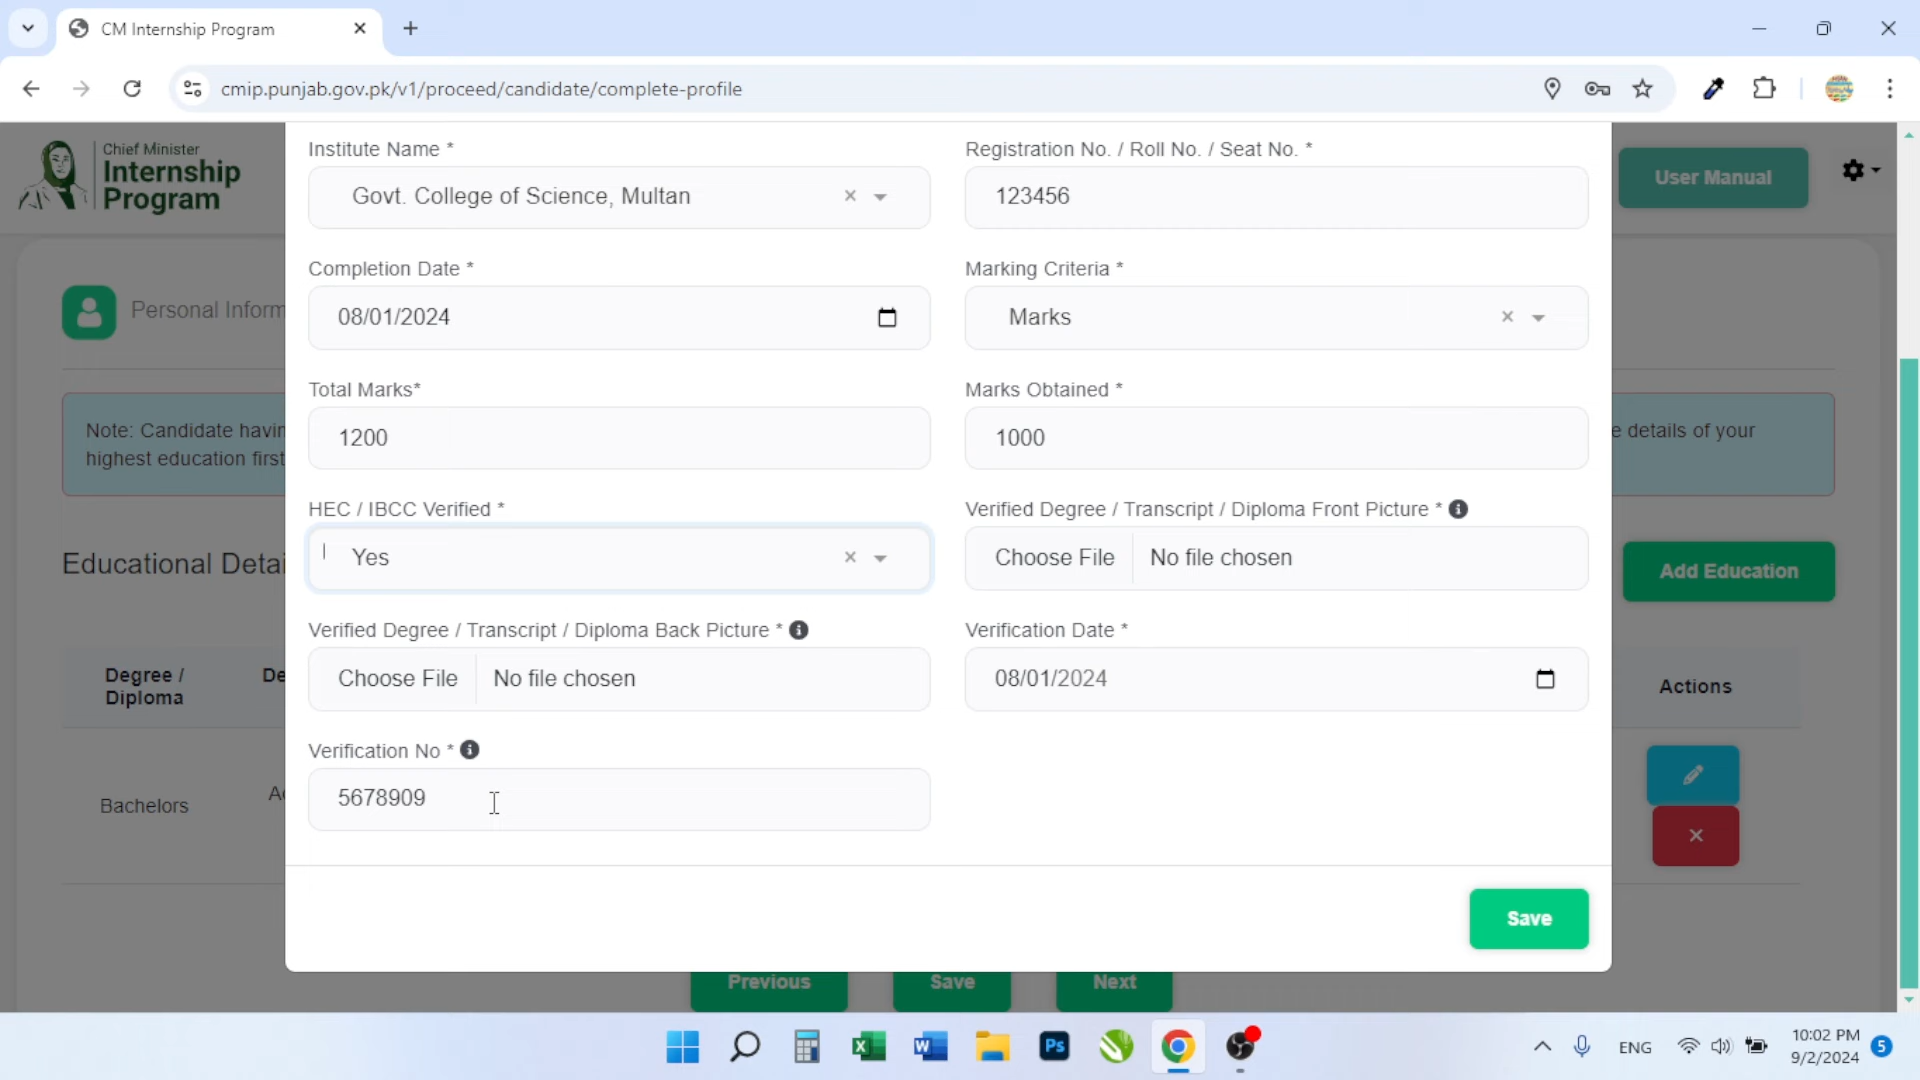 CM Internship Program
cmip.punjab.gov.pk/v1/proceed/candidate/complete-profile
Chief Minister
Internship
Program
User Manual
Institute Name *
Registration No. / Roll No. / Seat No. *
Govt. College of Science, Multan
123456
Completion Date *
Marking Criteria *
Personal Inform
08/01/2024
Marks
Total Marks*
Marks Obtained *
Note: Candidate havin
e details of your
highest education first
1200
1000
HEC / IBCC Verified *
Verified Degree / Transcript / Diploma Front Picture *
Yes
Choose File
No file chosen
Educational Detai
Add Education
Verified Degree / Transcript / Diploma Back Picture *
Verification Date *
Choose File
No file chosen
08/01/2024
Degree /
Diploma
De
Actions
Verification No *
5678909
Bachelors
Ac
Save
Previous
Save
Next
Ps
ENG
10:02 PM
9/2/2024
5